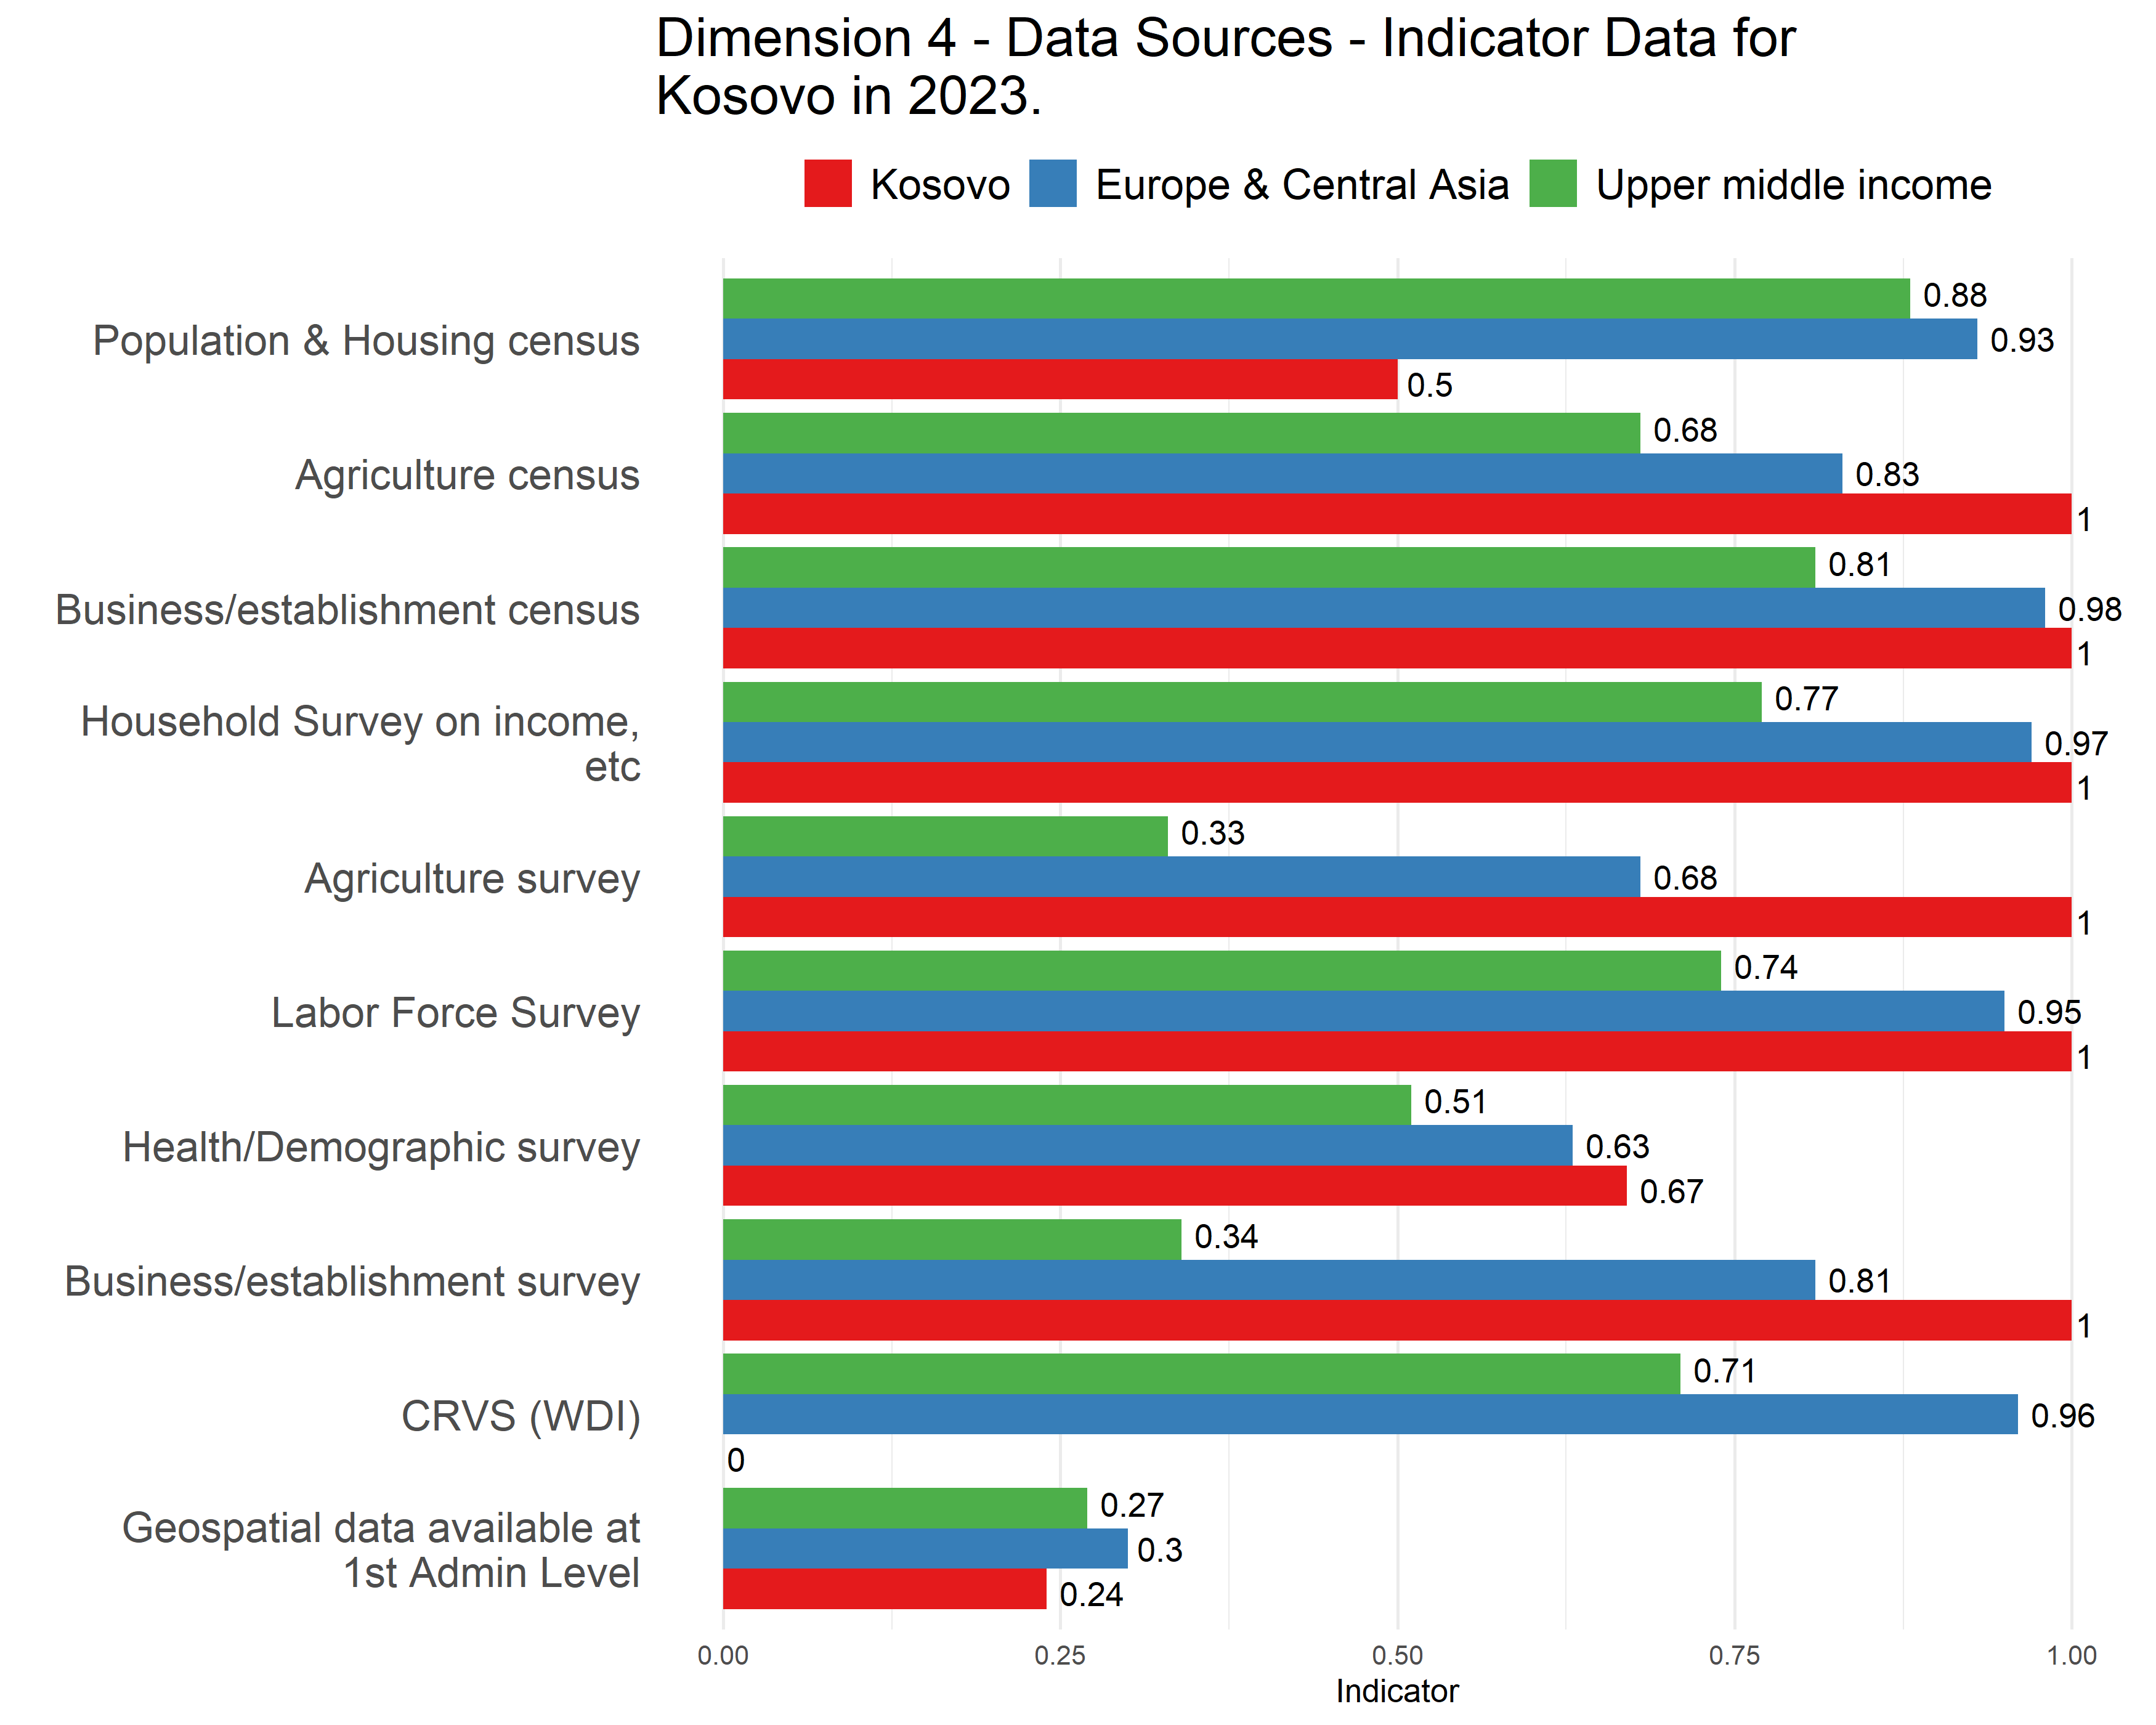 Dimension 4 - Data Sources - Indicator Data for
Kosovo in 2023.
Kosovo
Europe & Central Asia
Upper middle income
Population & Housing census
0.88
0.93
0.5
Agriculture census
0.68
0.83
1
Business/establishment census
0.81
0.98
1
Household Survey on income,
etc
0.77
0.97
1
Agriculture survey
0.33
0.68
1
Labor Force Survey
0.74
0.95
1
Health/Demographic survey
0.51
0.63
0.67
Business/establishment survey
0.34
0.81
1
CRVS (WDI)
0.71
0.96
0
Geospatial data available at
1st Admin Level
0.27
0.3
0.24
0.00
0.25
0.50
0.75
1.00
Indicator